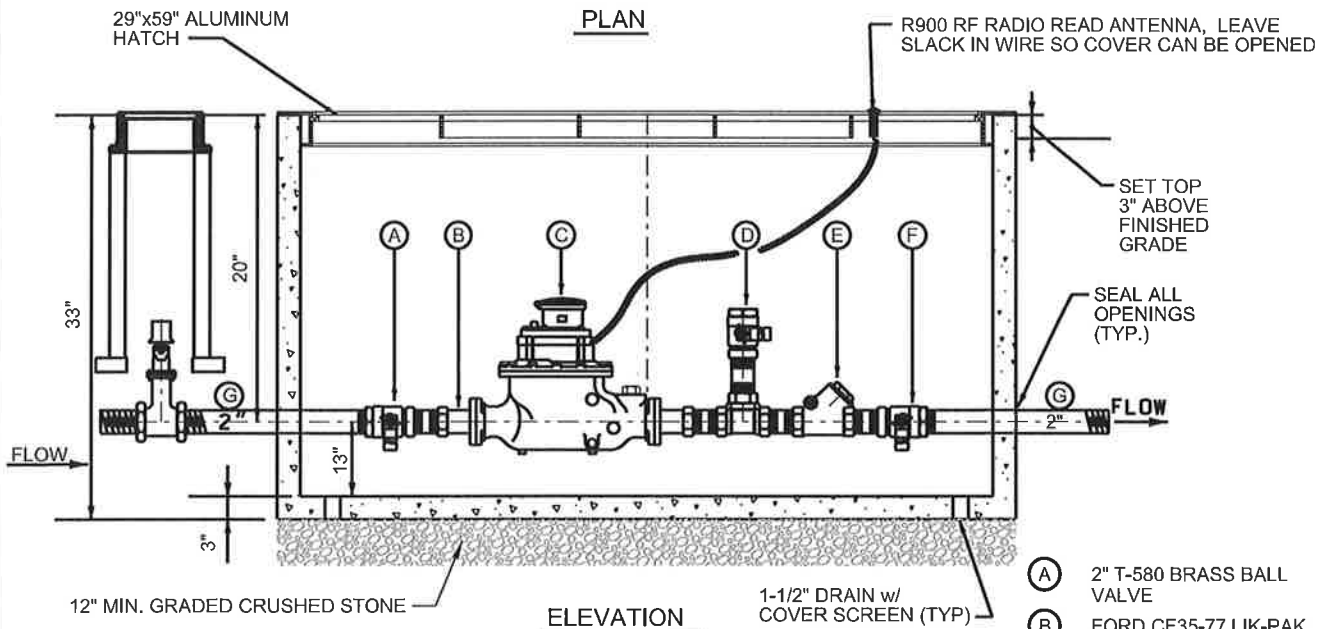 29"x59" ALUMINUM
HATCH
PLAN
R900 RF RADIO READ ANTENNA, LEAVE
SLACK IN WIRE SO COVER CAN BE OPENED
SET TOP
3" ABOVE
FINISHED
GRADE
A
B
C
D
E
F
33"
20"
SEAL ALL
OPENINGS
(TYP.)
G
2"
G
2"
FLOW
FLOW
13"
3"
12" MIN. GRADED CRUSHED STONE
ELEVATION
1-1/2" DRAIN w/
COVER SCREEN (TYP)
A 2" T-580 BRASS BALL
VALVE